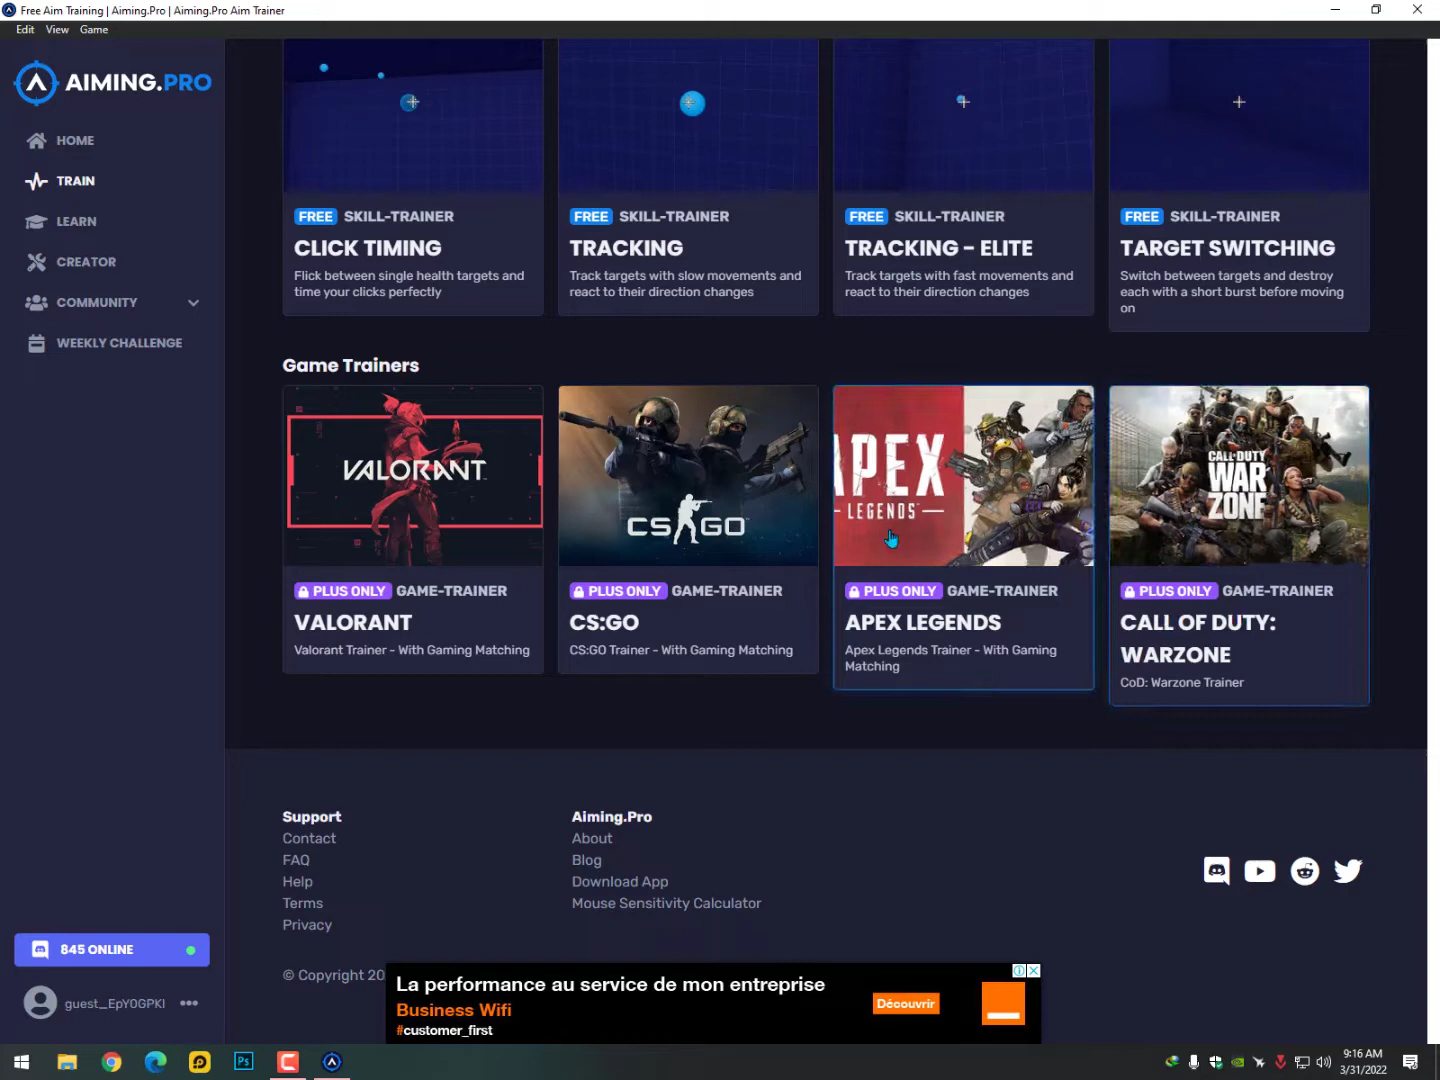 Free Aim Training | Aiming.Pro | Aiming.Pro Aim Trainer
Edit View Game
AIMING.PRO
HOME
TRAIN
LEARN
CREATOR
COMMUNITY
WEEKLY CHALLENGE
FREE SKILL-TRAINER
CLICK TIMING
Flick between single health targets and
time your clicks perfectly
FREE SKILL-TRAINER
TRACKING
Track targets with slow movements and
react to their direction changes
FREE SKILL-TRAINER
TRACKING - ELITE
Track targets with fast movements and
react to their direction changes
FREE SKILL-TRAINER
TARGET SWITCHING
Switch between targets and destroy
each with a short burst before moving
on
Game Trainers
VALORANT
PLUS ONLY GAME-TRAINER
VALORANT
Valorant Trainer - With Gaming Matching
CS GO
PLUS ONLY GAME-TRAINER
CS:GO
CS:GO Trainer - With Gaming Matching
APEX
LEGENDS
PLUS ONLY GAME-TRAINER
APEX LEGENDS
Apex Legends Trainer - With Gaming
Matching
CALL OF DUTY
WAR
ZONE
PLUS ONLY GAME-TRAINER
CALL OF DUTY:
WARZONE
CoD: Warzone Trainer
Support
Contact
FAQ
Help
Terms
Privacy
Aiming.Pro
About
Blog
Download App
Mouse Sensitivity Calculator
© Copyright 20
845 ONLINE
guest_EpY0GPKl
La performance au service de mon entreprise
Business Wifi
#customer_first
Découvrir
Ps
9:16 AM
3/31/2022